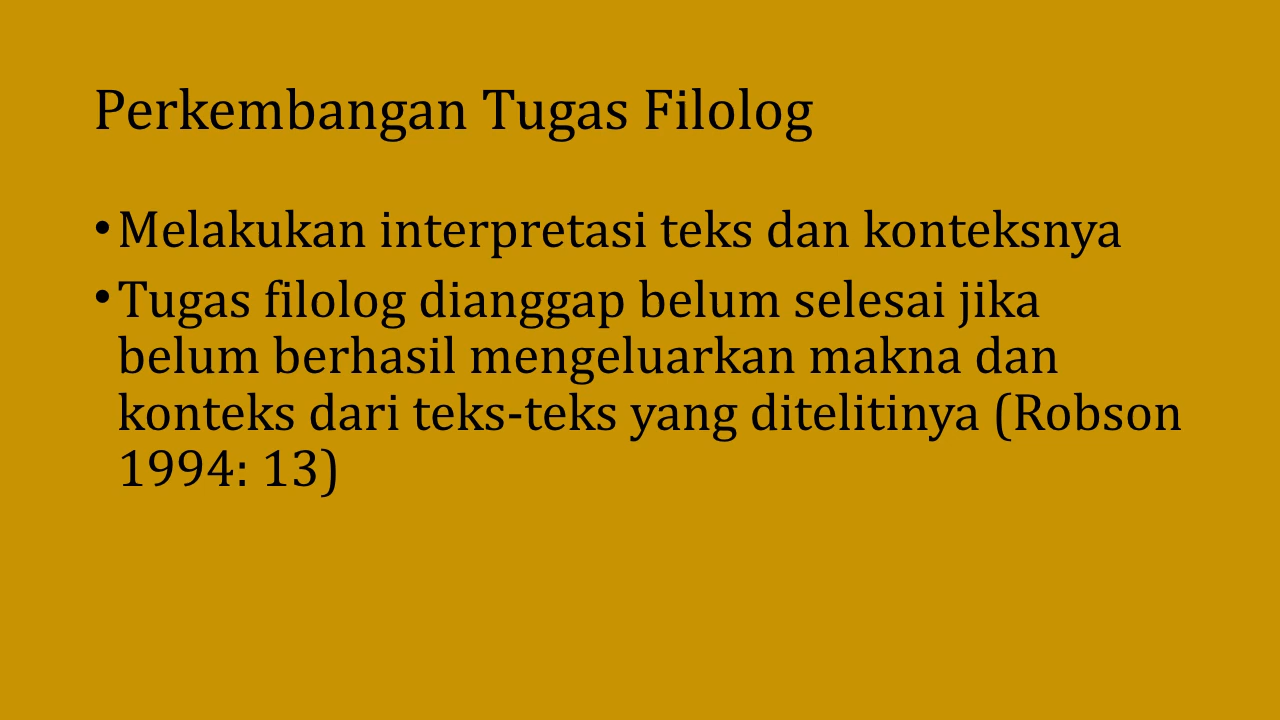 Perkembangan Tugas Filolog
•Melakukan interpretasi teks dan konteksnya
•Tugas filolog dianggap belum selesai jika
belum berhasil mengeluarkan makna dan
konteks dari teks-teks yang ditelitinya (Robson
1994: 13)